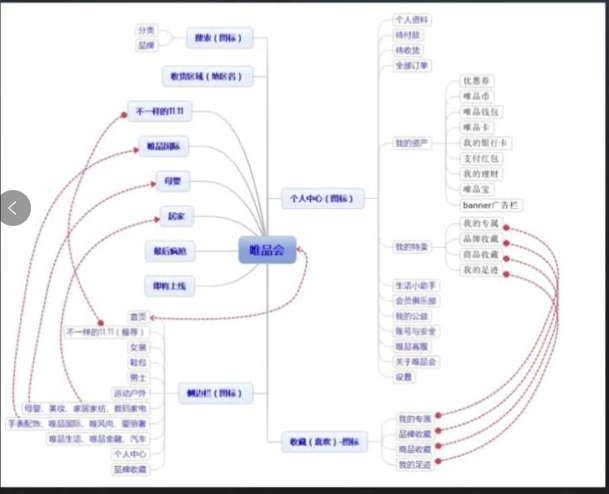 分类
品牌
搜索（图标）
收货区域（地区名）
不一样的11.11
唯品国际
母婴
居家
最后疯抢
即将上线
唯品会
首页
不一样的11.11（推荐）
女装
鞋包
男士
运动户外
母婴、美妆、家居家纺、数码家电
手表配饰、唯品国际、唯风尚、爱丽奢
唯品生活、唯品金融、汽车
个人中心
品牌收藏
侧边栏（图标）
个人中心（图标）
个人资料
待付款
待收货
全部订单
我的资产
优惠券
唯品币
唯品钱包
唯品卡
我的银行卡
支付红包
我的理财
唯品宝
banner广告栏
我的特卖
我的专属
品牌收藏
商品收藏
我的足迹
生活小助手
会员俱乐部
我的公益
账号与安全
唯品客服
关于唯品会
设置
收藏（喜欢）-图标
我的专属
品牌收藏
商品收藏
我的足迹